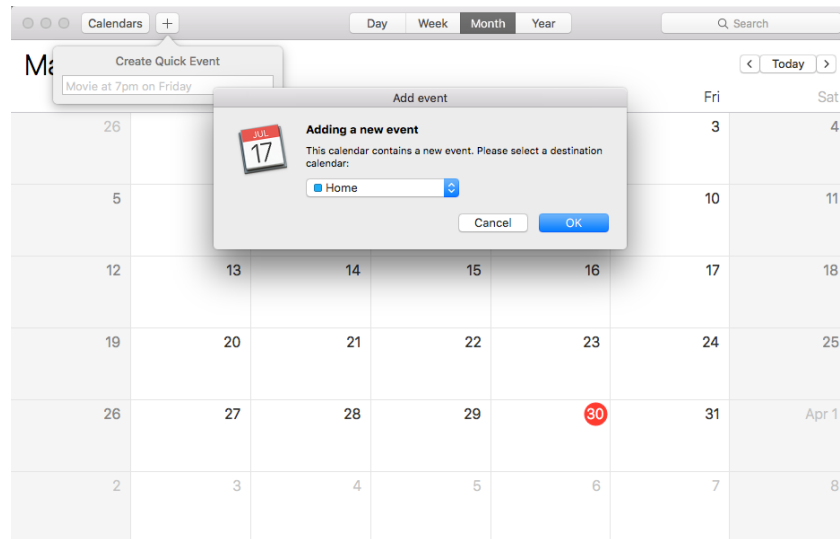 Calendars +
Day Week Month Year
Search
Create Quick Event
Movie at 7pm on Friday
< Today >
Add event
Fri Sat
JUL
17
Adding a new event
This calendar contains a new event. Please select a destination
calendar:
Home
Cancel OK
26 3 4
5 10 11
12 13 14 15 16 17 18
19 20 21 22 23 24 25
26 27 28 29 30 31 Apr 1
2 3 4 5 6 7 8